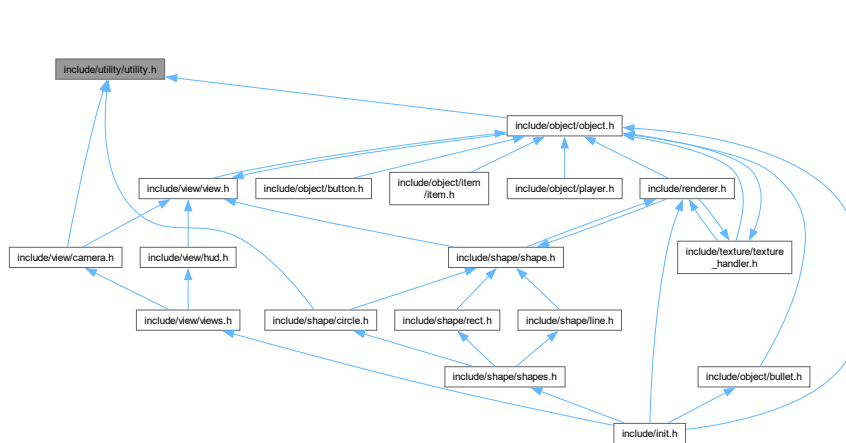 include/utility/utility.h
include/object/object.h
include/view/view.h
include/object/button.h
include/object/item
/item.h
include/object/player.h
include/renderer.h
include/view/camera.h
include/view/hud.h
include/shape/shape.h
include/texture/texture
_handler.h
include/view/views.h
include/shape/circle.h
include/shape/rect.h
include/shape/line.h
include/shape/shapes.h
include/object/bullet.h
include/init.h